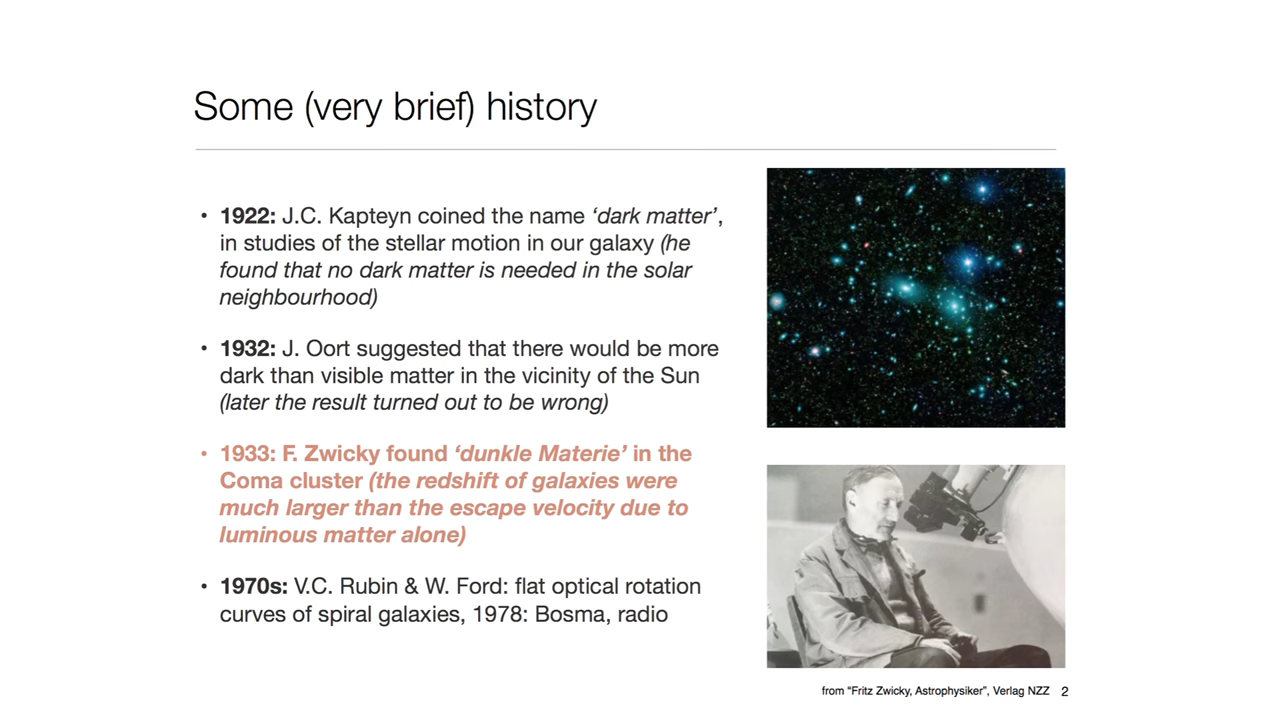 Some (very brief) history
• 1922: J.C. Kapteyn coined the name ‘dark matter’,
in studies of the stellar motion in our galaxy (he
found that no dark matter is needed in the solar
neighbourhood)
• 1932: J. Oort suggested that there would be more
dark than visible matter in the vicinity of the Sun
(later the result turned out to be wrong)
• 1933: F. Zwicky found ‘dunkle Materie’ in the
Coma cluster (the redshift of galaxies were
much larger than the escape velocity due to
luminous matter alone)
• 1970s: V.C. Rubin & W. Ford: flat optical rotation
curves of spiral galaxies, 1978: Bosma, radio
from “Fritz Zwicky, Astrophysiker”, Verlag NZZ 2